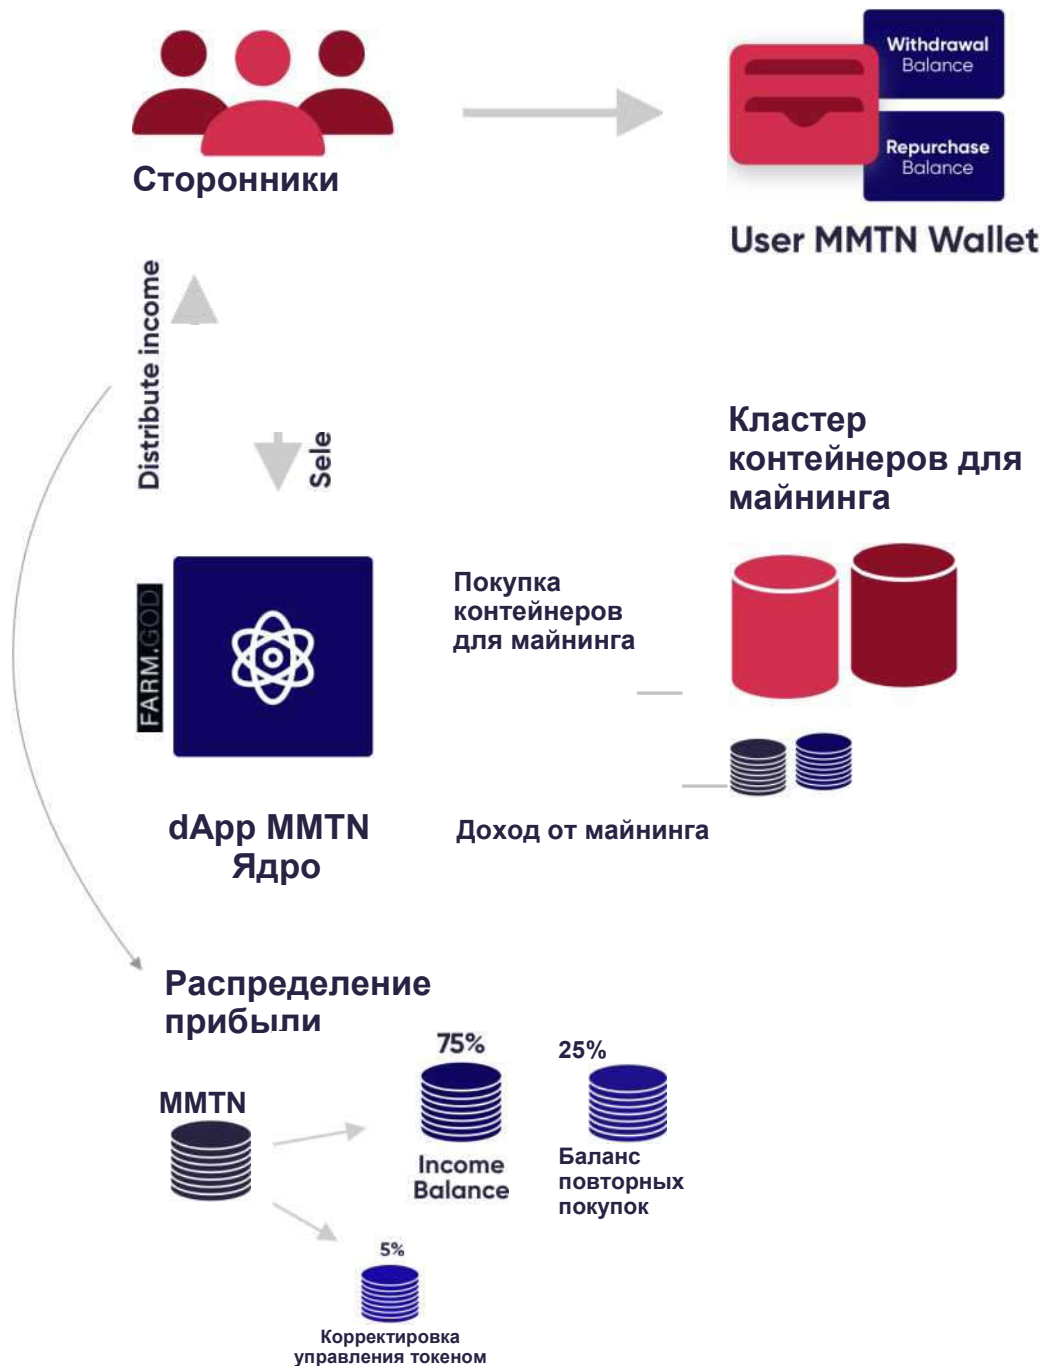 Withdrawal
Balance
Repurchase
Balance
Сторонники
User MMTN Wallet
Distribute income
Sele
Кластер
контейнеров для
майнинга
Покупка
контейнеров
для майнинга
FARM.GOD
dApp MMTN
Ядро
Доход от майнинга
Распределение
прибыли
75%
25%
MMTN
Income
Balance
Баланс
повторных
покупок
5%
Корректировка
управления токеном